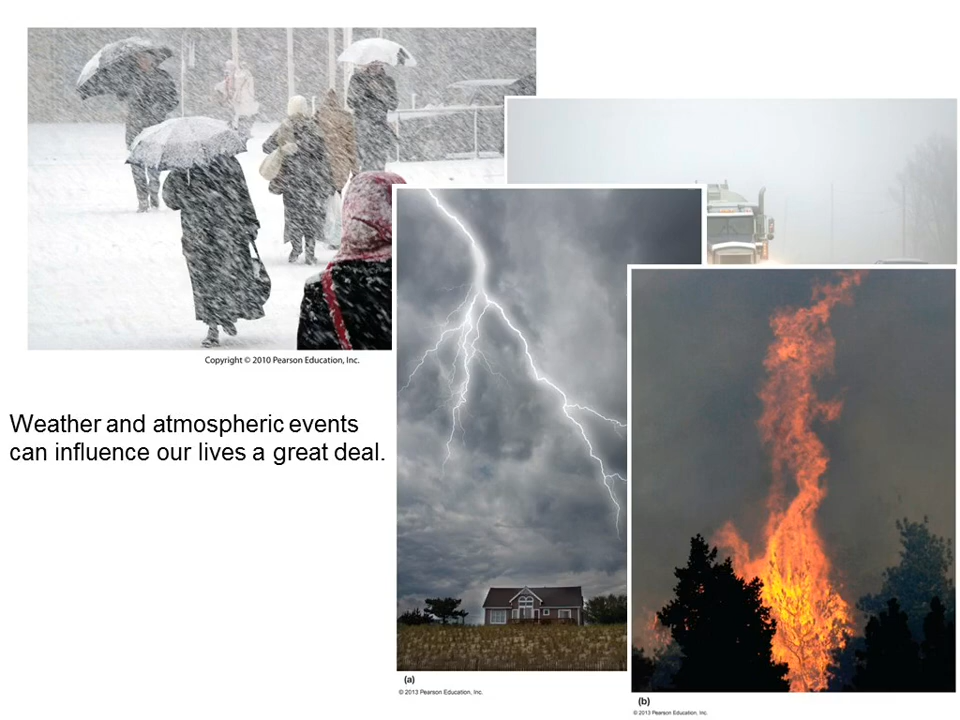 Copyright © 2010 Pearson Education, Inc.
Weather and atmospheric events
can influence our lives a great deal.
(a)
© 2013 Pearson Education, Inc.
(b)
© 2013 Pearson Education, Inc.